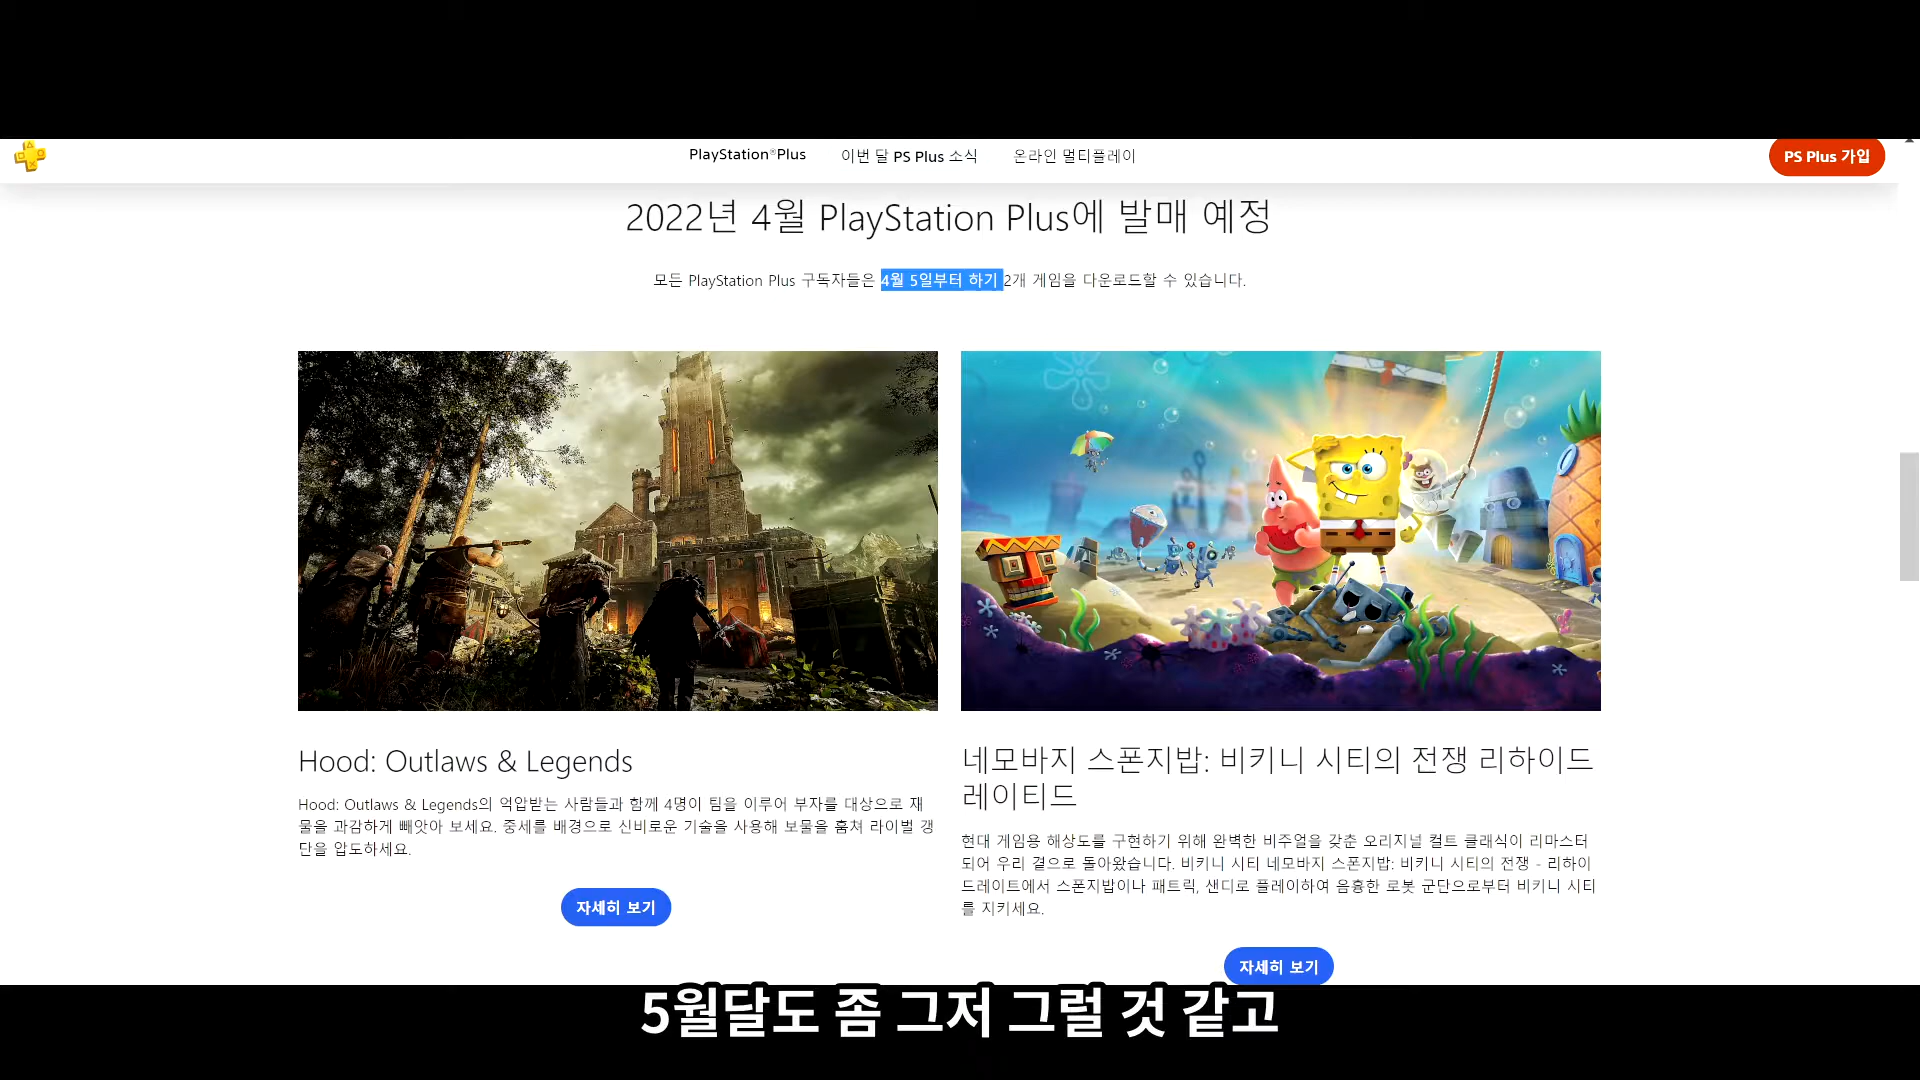 PlayStation®Plus
이번 달 PS Plus 소식
온라인 멀티플레이
PS Plus 가입
2022년 4월 PlayStation Plus에 발매 예정
모든 PlayStation Plus 구독자들은 4월 5일부터 하기 2개 게임을 다운로드할 수 있습니다.
Hood: Outlaws & Legends
Hood: Outlaws & Legends의 억압받는 사람들과 함께 4명이 팀을 이루어 부자를 대상으로 재
물을 과감하게 빼앗아 보세요. 중세를 배경으로 신비로운 기술을 사용해 보물을 훔쳐 라이벌 갱
단을 압도하세요.
자세히 보기
네모바지 스폰지밥: 비키니 시티의 전쟁 리하이드
레이티드
현대 게임용 해상도를 구현하기 위해 완벽한 비주얼을 갖춘 오리지널 컬트 클래식이 리마스터
되어 우리 곁으로 돌아왔습니다. 비키니 시티 네모바지 스폰지밥: 비키니 시티의 전쟁 - 리하이
드레이트에서 스폰지밥이나 패트릭, 샌디로 플레이하여 음흉한 로봇 군단으로부터 비키니 시티
를 지키세요.
자세히 보기
5월달도 좀 그저 그럴 것 같고